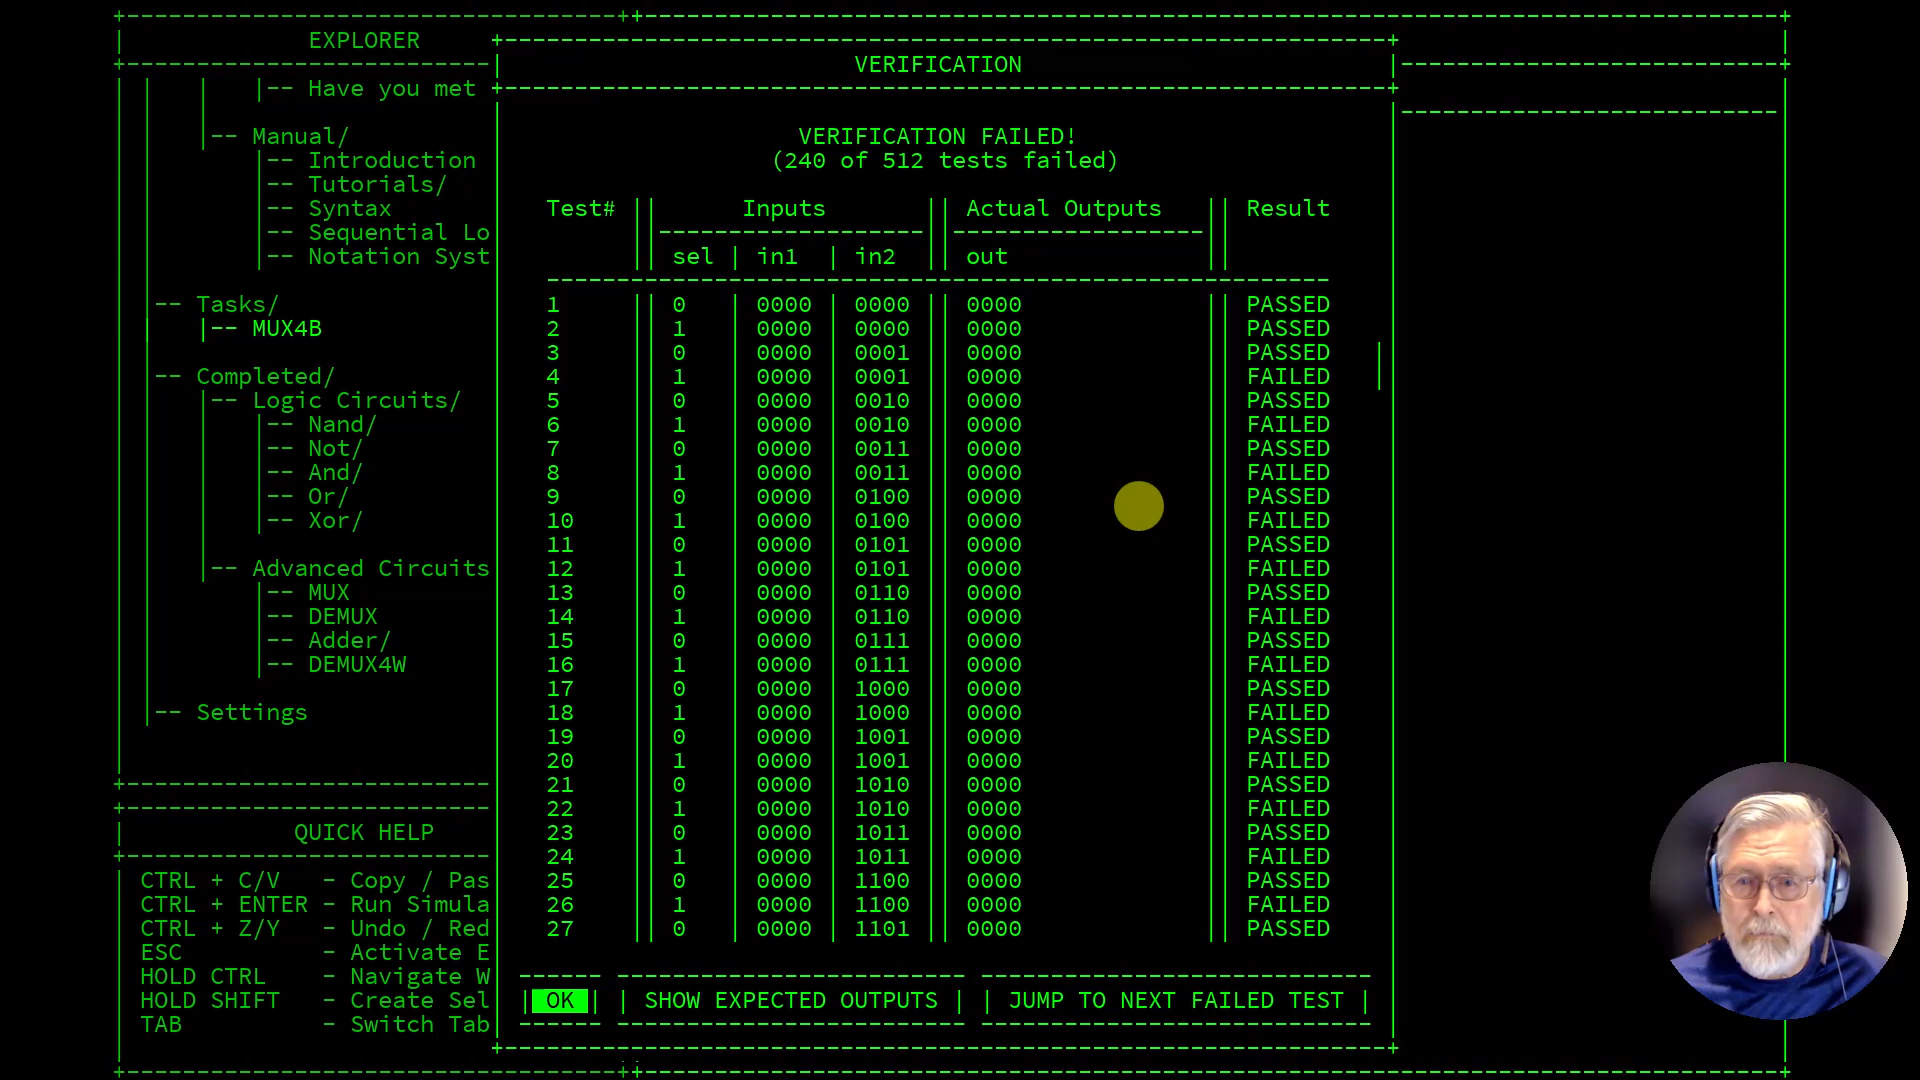 EXPLORER
|-- Have you met
|-- Manual/
|-- Introduction
|-- Tutorials/
|-- Syntax
|-- Sequential Lo
|-- Notation Syst
|-- Tasks/
|-- MUX4B
|-- Completed/
|-- Logic Circuits/
|-- Nand/
|-- Not/
|-- And/
|-- Or/
|-- Xor/
|-- Advanced Circuits
|-- MUX
|-- DEMUX
|-- Adder/
|-- DEMUX4W
|-- Settings
QUICK HELP
CTRL + C/V - Copy / Pas
CTRL + ENTER - Run Simula
CTRL + Z/Y - Undo / Red
ESC - Activate E
HOLD CTRL - Navigate W
HOLD SHIFT - Create Sel
TAB - Switch Tab
VERIFICATION
VERIFICATION FAILED!
(240 of 512 tests failed)
Test# || Inputs || Actual Outputs || Result
|| sel | in1 | in2 || out ||
1 || 0 | 0000 | 0000 || 0000 || PASSED
2 || 1 | 0000 | 0000 || 0000 || PASSED
3 || 0 | 0000 | 0001 || 0000 || PASSED
4 || 1 | 0000 | 0001 || 0000 || FAILED
5 || 0 | 0000 | 0010 || 0000 || PASSED
6 || 1 | 0000 | 0010 || 0000 || FAILED
7 || 0 | 0000 | 0011 || 0000 || PASSED
8 || 1 | 0000 | 0011 || 0000 || FAILED
9 || 0 | 0000 | 0100 || 0000 || PASSED
10 || 1 | 0000 | 0100 || 0000 || FAILED
11 || 0 | 0000 | 0101 || 0000 || PASSED
12 || 1 | 0000 | 0101 || 0000 || FAILED
13 || 0 | 0000 | 0110 || 0000 || PASSED
14 || 1 | 0000 | 0110 || 0000 || FAILED
15 || 0 | 0000 | 0111 || 0000 || PASSED
16 || 1 | 0000 | 0111 || 0000 || FAILED
17 || 0 | 0000 | 1000 || 0000 || PASSED
18 || 1 | 0000 | 1000 || 0000 || FAILED
19 || 0 | 0000 | 1001 || 0000 || PASSED
20 || 1 | 0000 | 1001 || 0000 || FAILED
21 || 0 | 0000 | 1010 || 0000 || PASSED
22 || 1 | 0000 | 1010 || 0000 || FAILED
23 || 0 | 0000 | 1011 || 0000 || PASSED
24 || 1 | 0000 | 1011 || 0000 || FAILED
25 || 0 | 0000 | 1100 || 0000 || PASSED
26 || 1 | 0000 | 1100 || 0000 || FAILED
27 || 0 | 0000 | 1101 || 0000 || PASSED
| OK | | SHOW EXPECTED OUTPUTS | | JUMP TO NEXT FAILED TEST |